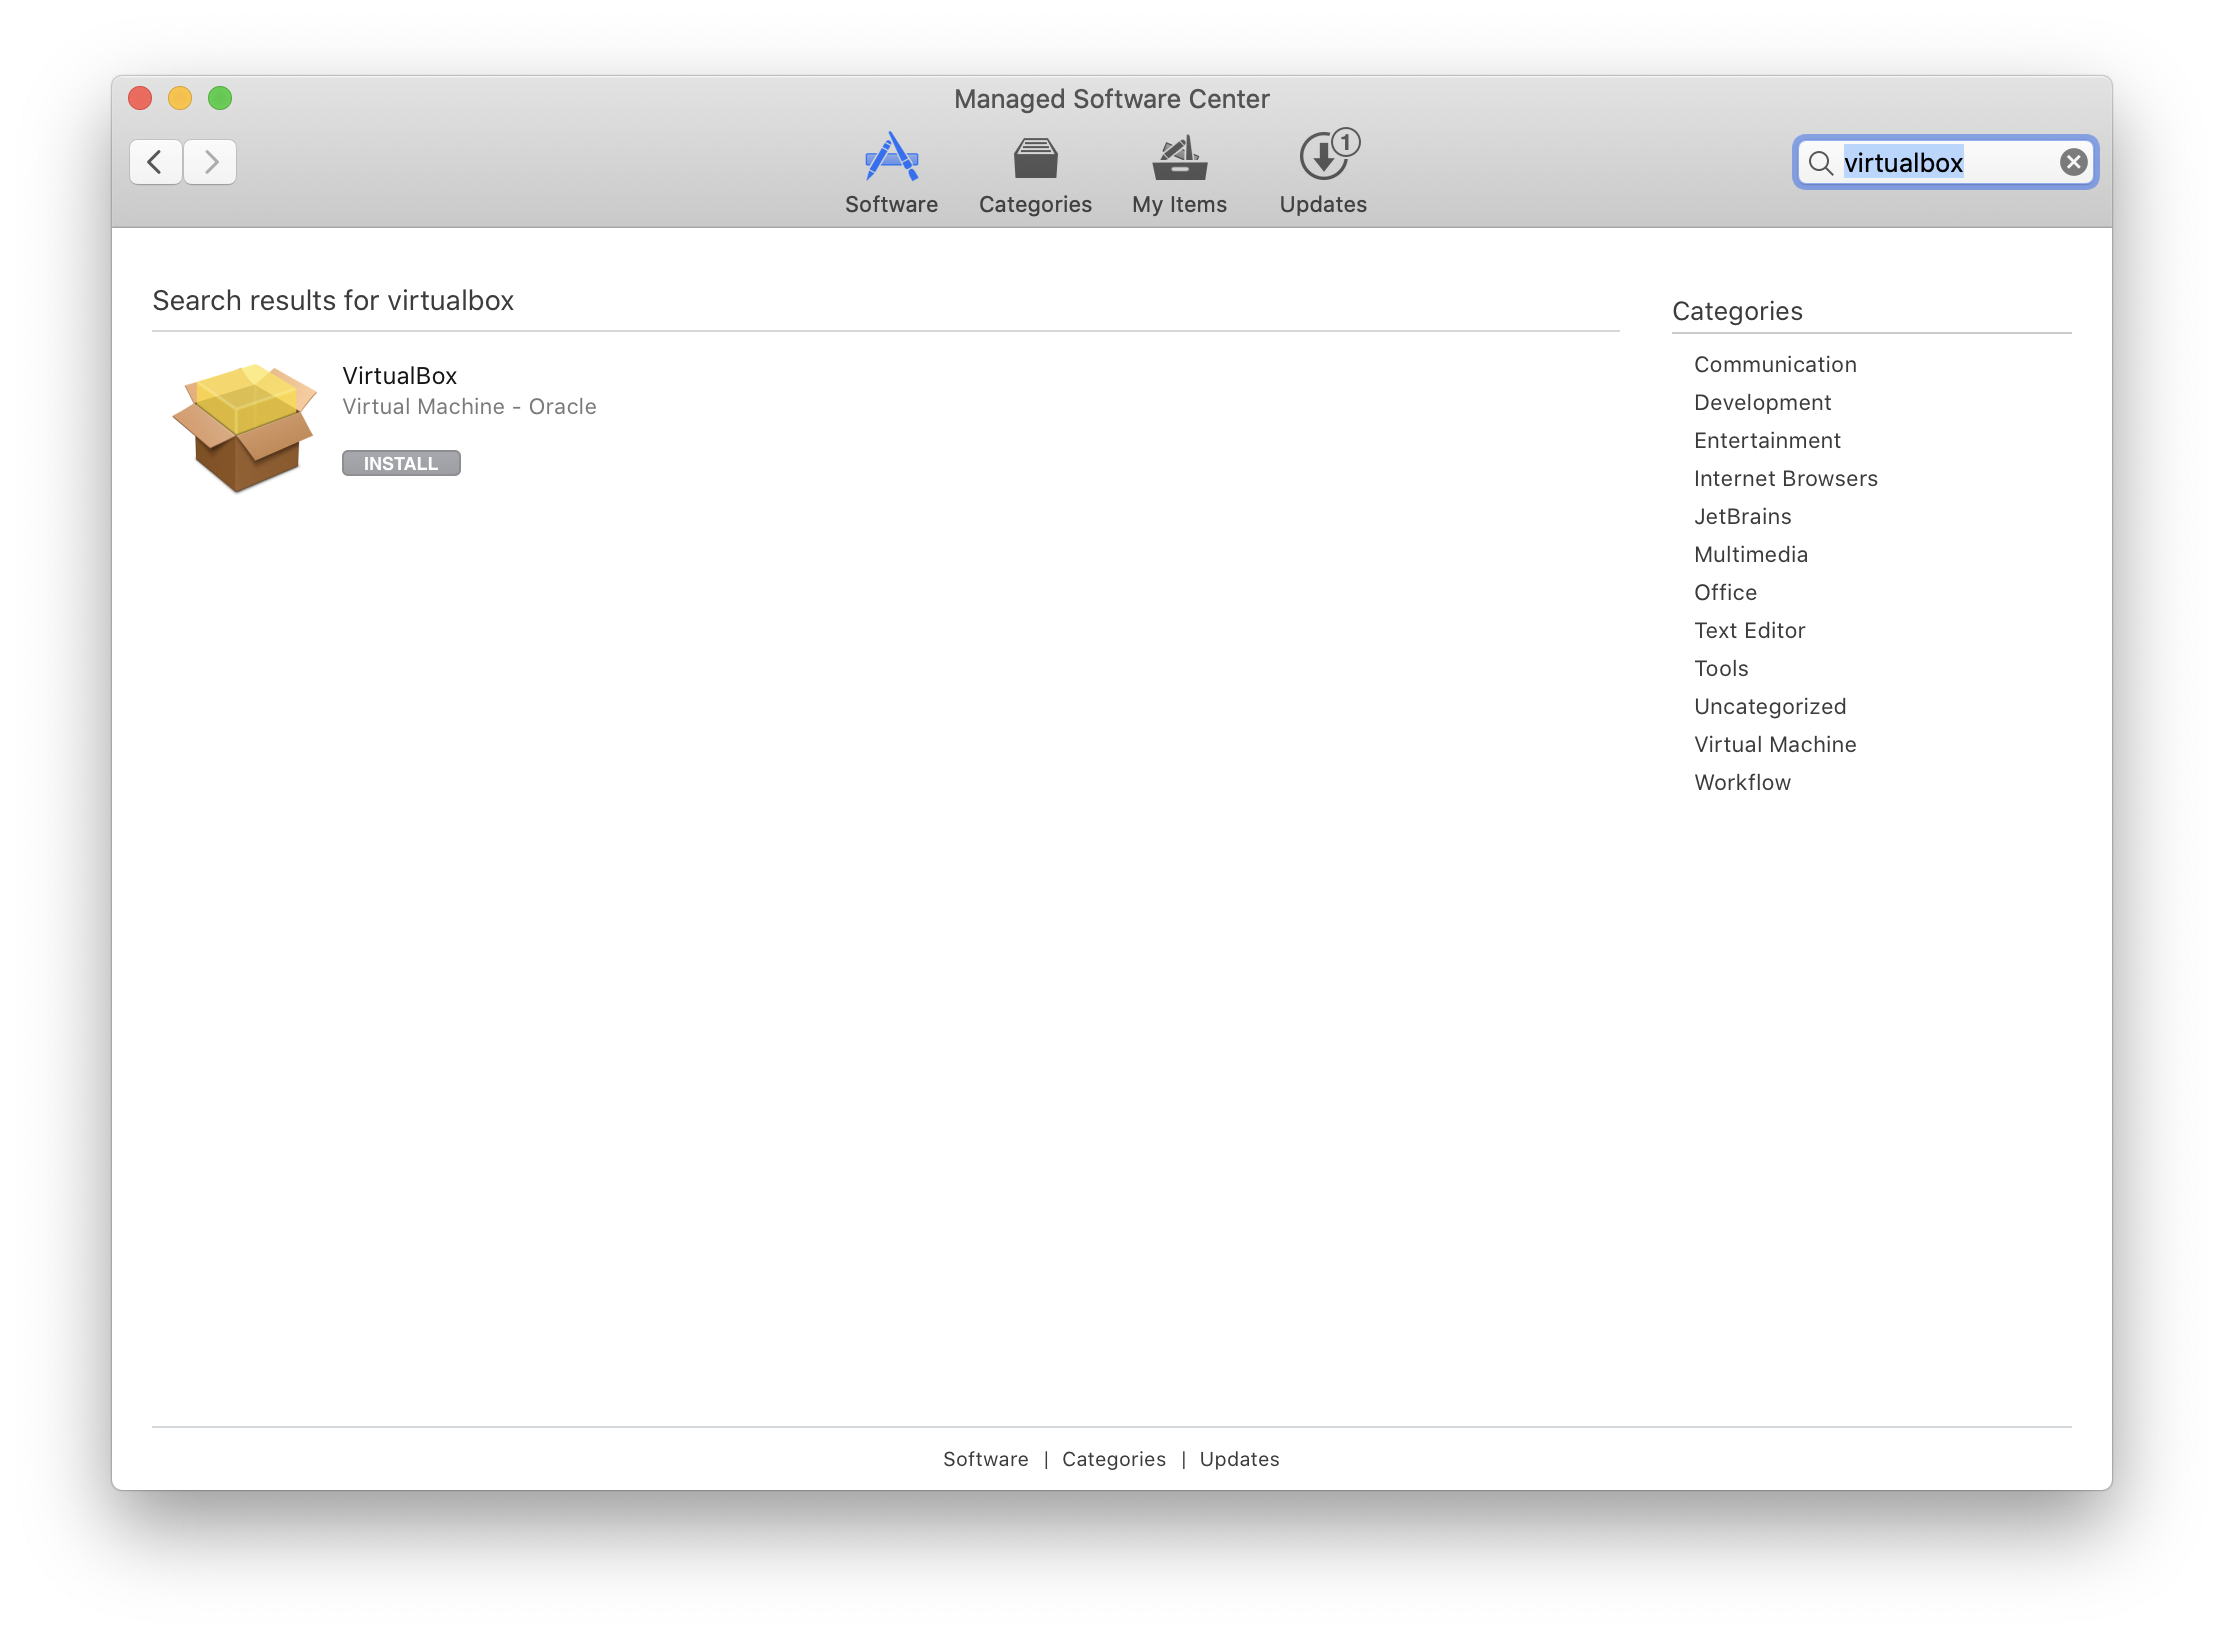 Managed Software Center
Software
Categories
My Items
Updates
1
virtualbox
Search results for virtualbox
VirtualBox
Virtual Machine - Oracle
INSTALL
Categories
Communication
Development
Entertainment
Internet Browsers
JetBrains
Multimedia
Office
Text Editor
Tools
Uncategorized
Virtual Machine
Workflow
Software | Categories | Updates